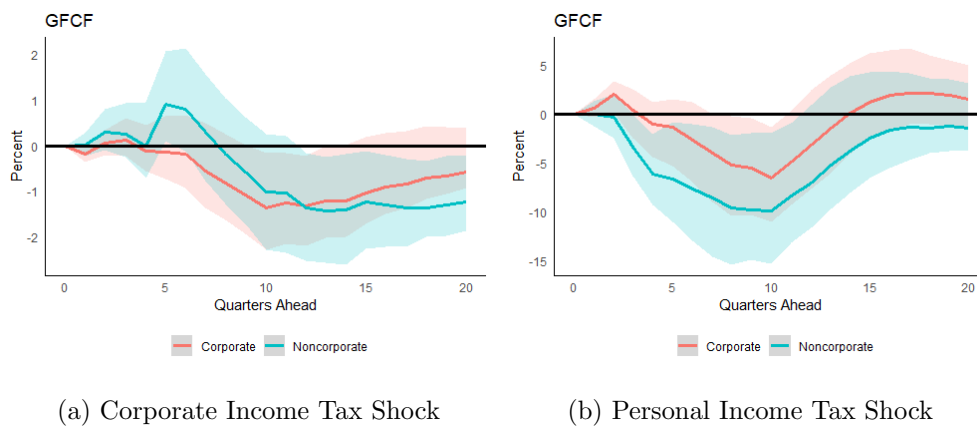 GFCF
2
1
0
-1
-2
Percent
0 5 10 15 20
Quarters Ahead
Corporate Noncorporate
(a) Corporate Income Tax Shock
GFCF
5
0
-5
-10
-15
Percent
0 5 10 15 20
Quarters Ahead
Corporate Noncorporate
(b) Personal Income Tax Shock